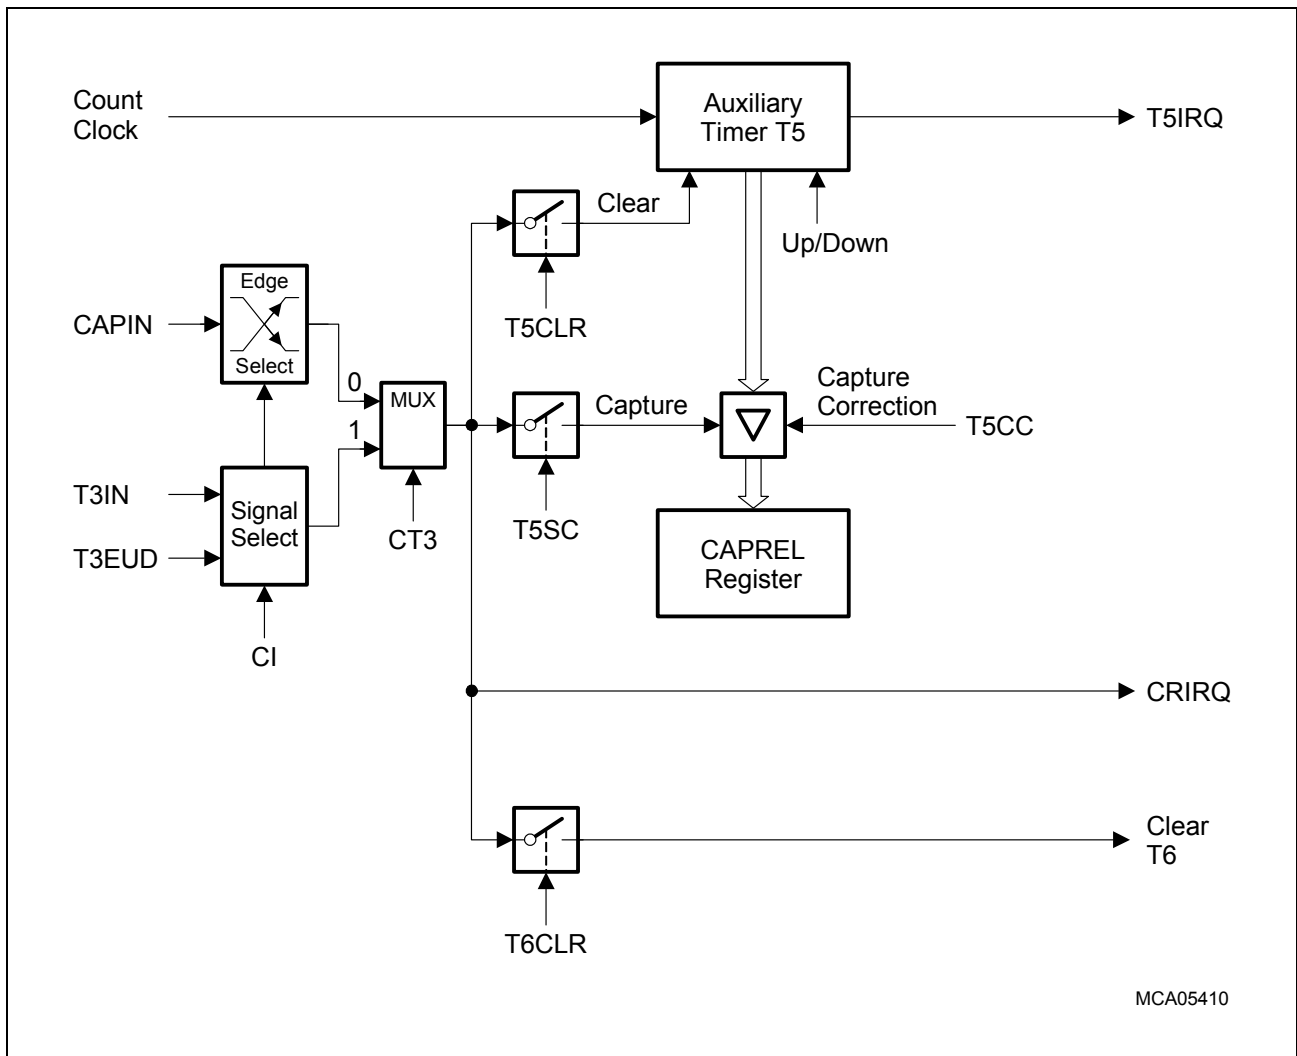 Count
Clock
Auxiliary
Timer T5
T5IRQ
Clear
Up/Down
T5CLR
Edge
Select
CAPIN
0
MUX
1
Capture
Capture
Correction
T5CC
T3IN
T3EUD
Signal
Select
CT3
T5SC
CI
CAPREL
Register
CRIRQ
Clear
T6
T6CLR
MCA05410